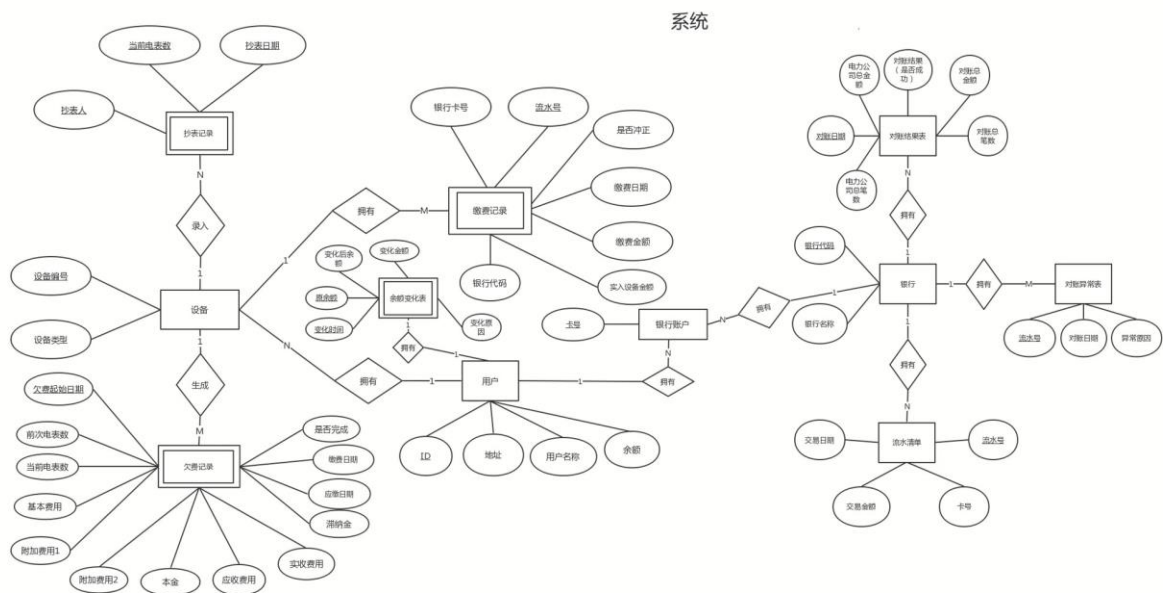 系统
当前电表数
抄表日期
抄表人
抄表记录
N
录入
1
设备编号
设备类型
设备
1
生成
M
欠费起始日期
前次电表数
当前电表数
基本费用
附加费用1
附加费用2
本金
应收费用
实收费用
滞纳金
应缴日期
缴费日期
是否完成
欠费记录
1
拥有
M
缴费记录
银行卡号
流水号
是否冲正
缴费日期
缴费金额
实入设备金额
银行代码
变化后余
额
变化金额
原余额
变化时间
余额变化表
变化原
因
1
拥有
1
N
拥有
1
用户
ID
地址
用户名称
余额
1
拥有
N
银行账户
卡号
N
拥有
1
电力公
司总金
额
对账结果
(是否成
功)
对账总
金额
对账日期
对账结果表
对账总
笔数
电力公
司总笔
数
N
拥有
1
银行代码
银行
银行名称
1
拥有
M
对账异常表
流水号
对账日期
异常原因
1
拥有
N
流水清单
交易日期
流水号
交易金额
卡号